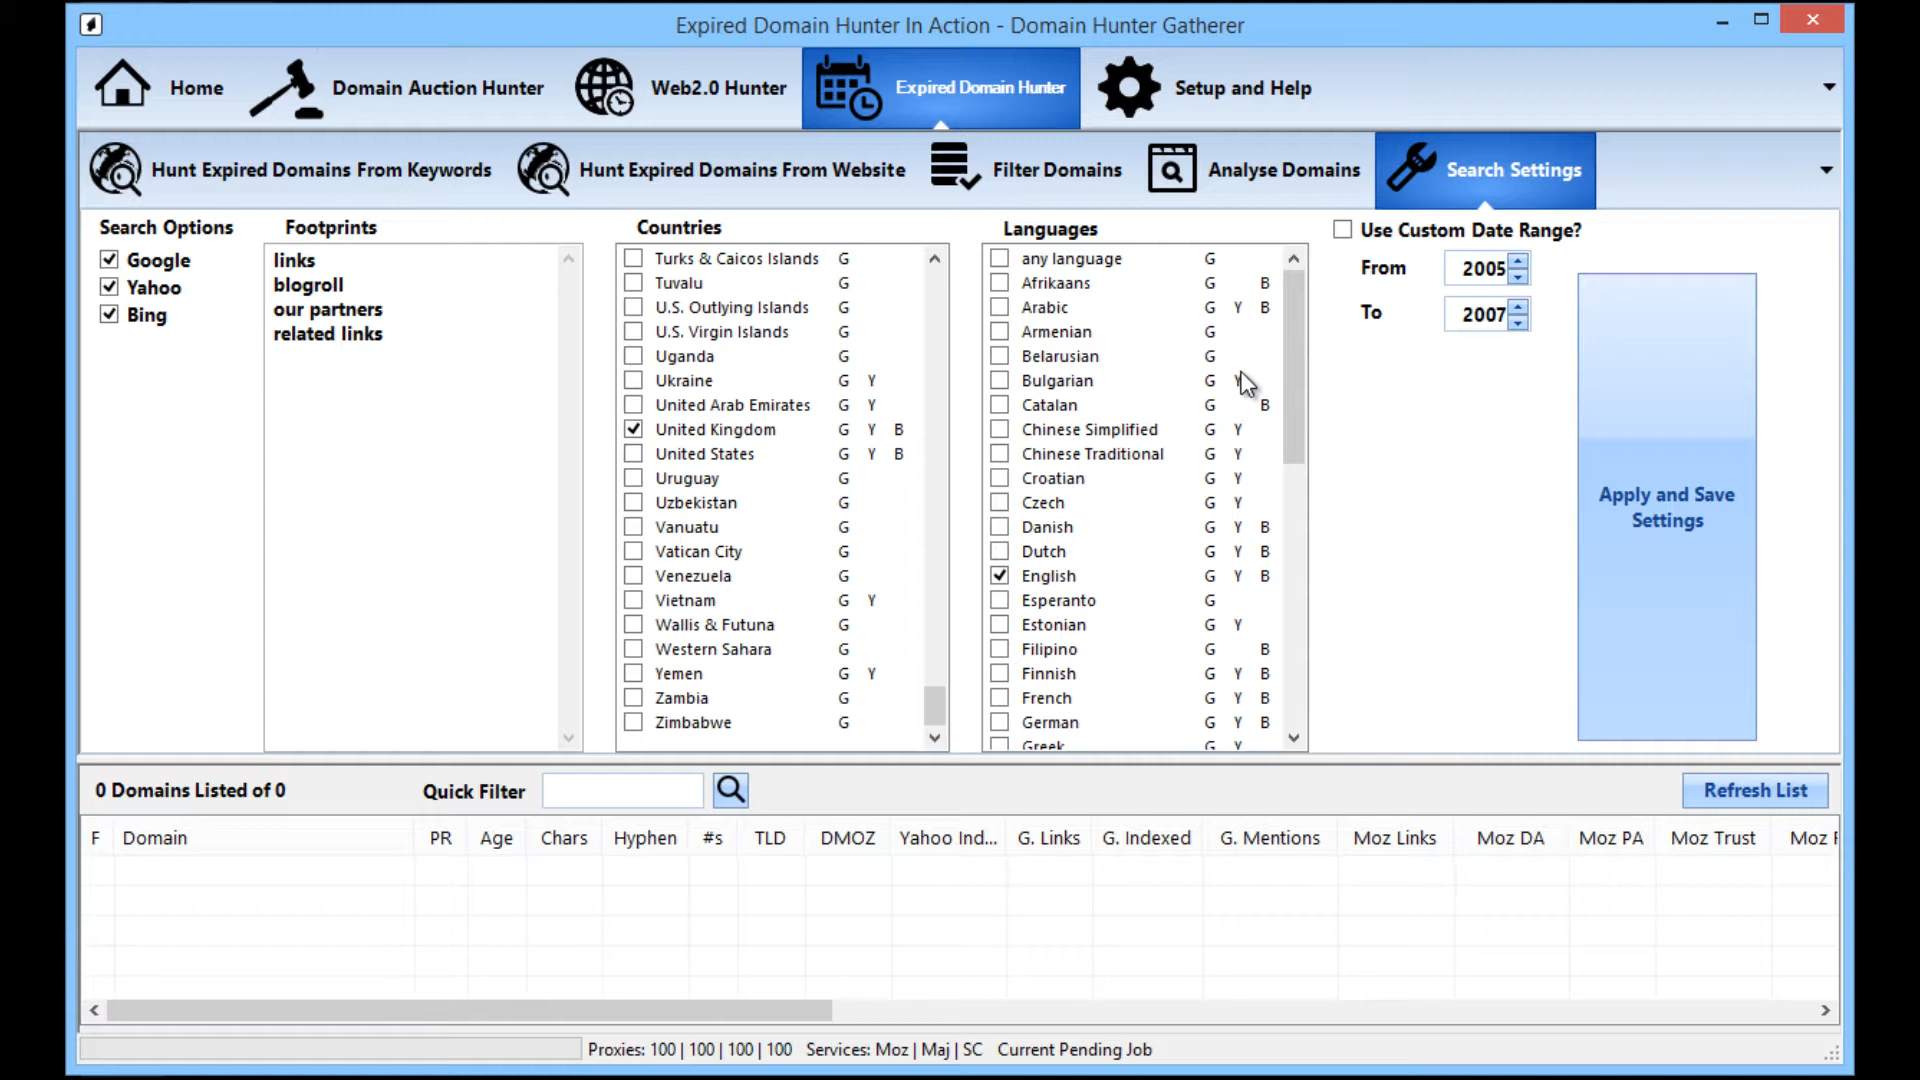 Expired Domain Hunter In Action - Domain Hunter Gatherer
Home
Domain Auction Hunter
Web2.0 Hunter
Expired Domain Hunter
Setup and Help
Hunt Expired Domains From Keywords
Hunt Expired Domains From Website
Filter Domains
Analyse Domains
Search Settings
Search Options
Google
Yahoo
Bing
Footprints
links
blogroll
our partners
related links
Countries
Turks & Caicos Islands G
Tuvalu G
U.S. Outlying Islands G
U.S. Virgin Islands G
Uganda G
Ukraine G Y
United Arab Emirates G Y
United Kingdom G Y B
United States G Y B
Uruguay G
Uzbekistan G
Vanuatu G
Vatican City G
Venezuela G
Vietnam G Y
Wallis & Futuna G
Western Sahara G
Yemen G Y
Zambia G
Zimbabwe G
Languages
any language G
Afrikaans G B
Arabic G Y B
Armenian G
Belarusian G
Bulgarian G Y
Catalan G B
Chinese Simplified G Y
Chinese Traditional G Y
Croatian G Y
Czech G Y
Danish G Y B
Dutch G Y B
English G Y B
Esperanto G
Estonian G Y
Filipino G B
Finnish G Y B
French G Y B
German G Y B
Greek G Y
Use Custom Date Range?
From 2005
To 2007
Apply and Save
Settings
0 Domains Listed of 0
Quick Filter
Refresh List
F Domain PR Age Chars Hyphen #s TLD DMOZ Yahoo Ind... G. Links G. Indexed G. Mentions Moz Links Moz DA Moz PA Moz Trust Moz
Proxies: 100 | 100 | 100 | 100 Services: Moz | Maj | SC Current Pending Job